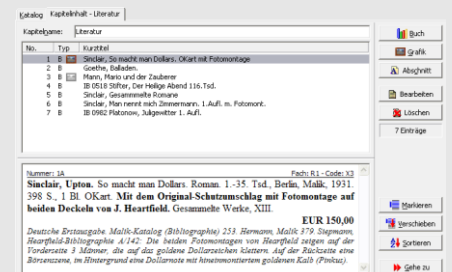 Katalog Kapitelinhalt - Literatur
Kapitelname: Literatur
No. Typ Kurztitel
1 B Sinclair, So macht man Dollars. OKart mit Fotomontage
2 B Goethe, Balladen.
3 B Mann, Mario und der Zauberer
4 B IB 0518 Stifter, Der Heilige Abend 116.Tsd.
5 B Sinclair, Gesammmelte Romane
6 B Sinclair, Man nennt mich Zimmermann. 1.Aufl. m. Fotomont.
7 B IB 0982 Platonow, Julgewitter 1. Aufl.
Buch
Grafik
Abschnitt
Bearbeiten
Löschen
7 Einträge
Nummer: 1A Fach: R1 - Code: X3
Sinclair, Upton. So macht man Dollars. Roman. 1.-35. Tsd., Berlin, Malik, 1931.
398 S., 1 Bl. OKart. Mit dem Original-Schutzumschlag mit Fotomontage auf
beiden Deckeln von J. Heartfield. Gesammelte Werke, XIII.
EUR 150,00
Deutsche Erstausgabe. Malik-Katalog (Bibliographie) 253. Hermann, Malik 379. Siepmann,
Heartfield-Bibliographie A/142: Die beiden Fotomontagen von Heartfield zeigen auf der
Vorderseite 3 Männer, die auf das goldene Dollarzeichen klettern. Auf der Rückseite eine
Börsenszene, im Hintergrund eine Dollarnote mit hineinmontiertem goldenen Kalb (Pinkus).
Markieren
Verschieben
Sortieren
Gehe zu